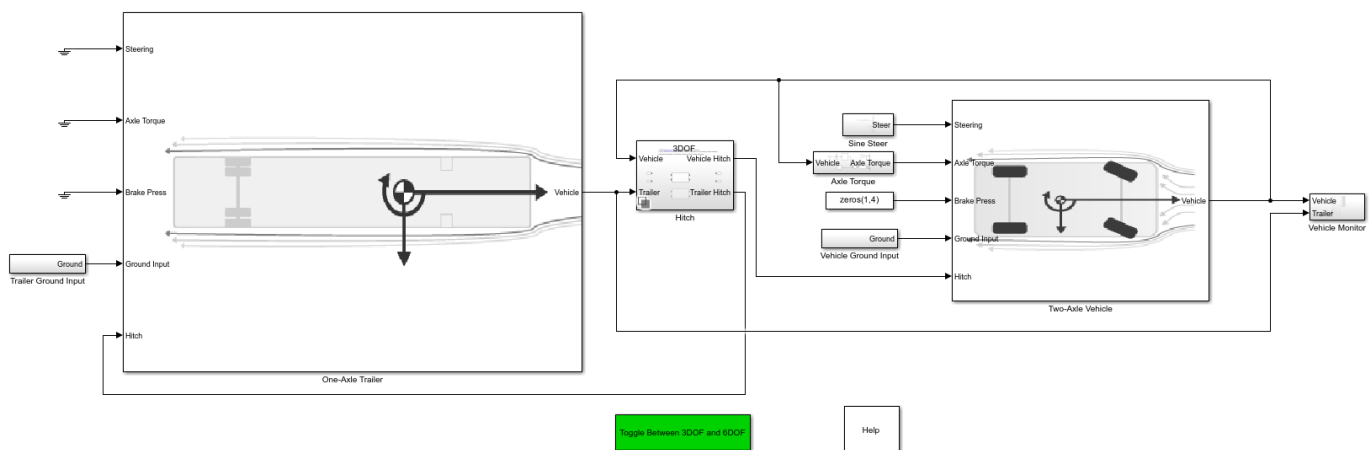 Steering
Axle Torque
Brake Press
Ground
Trailer Ground Input
Ground Input
Hitch
Vehicle
One-Axle Trailer
3DOF
Vehicle
Vehicle Hitch
Trailer
Trailer Hitch
Hitch
Steer
Sine Steer
Vehicle
Axle Torque
Axle Torque
zeros(1,4)
Ground
Vehicle Ground Input
Steering
Axle Torque
Brake Press
Ground Input
Hitch
Vehicle
Two-Axle Vehicle
Vehicle
Trailer
Vehicle Monitor
Toggle Between 3DOF and 6DOF
Help